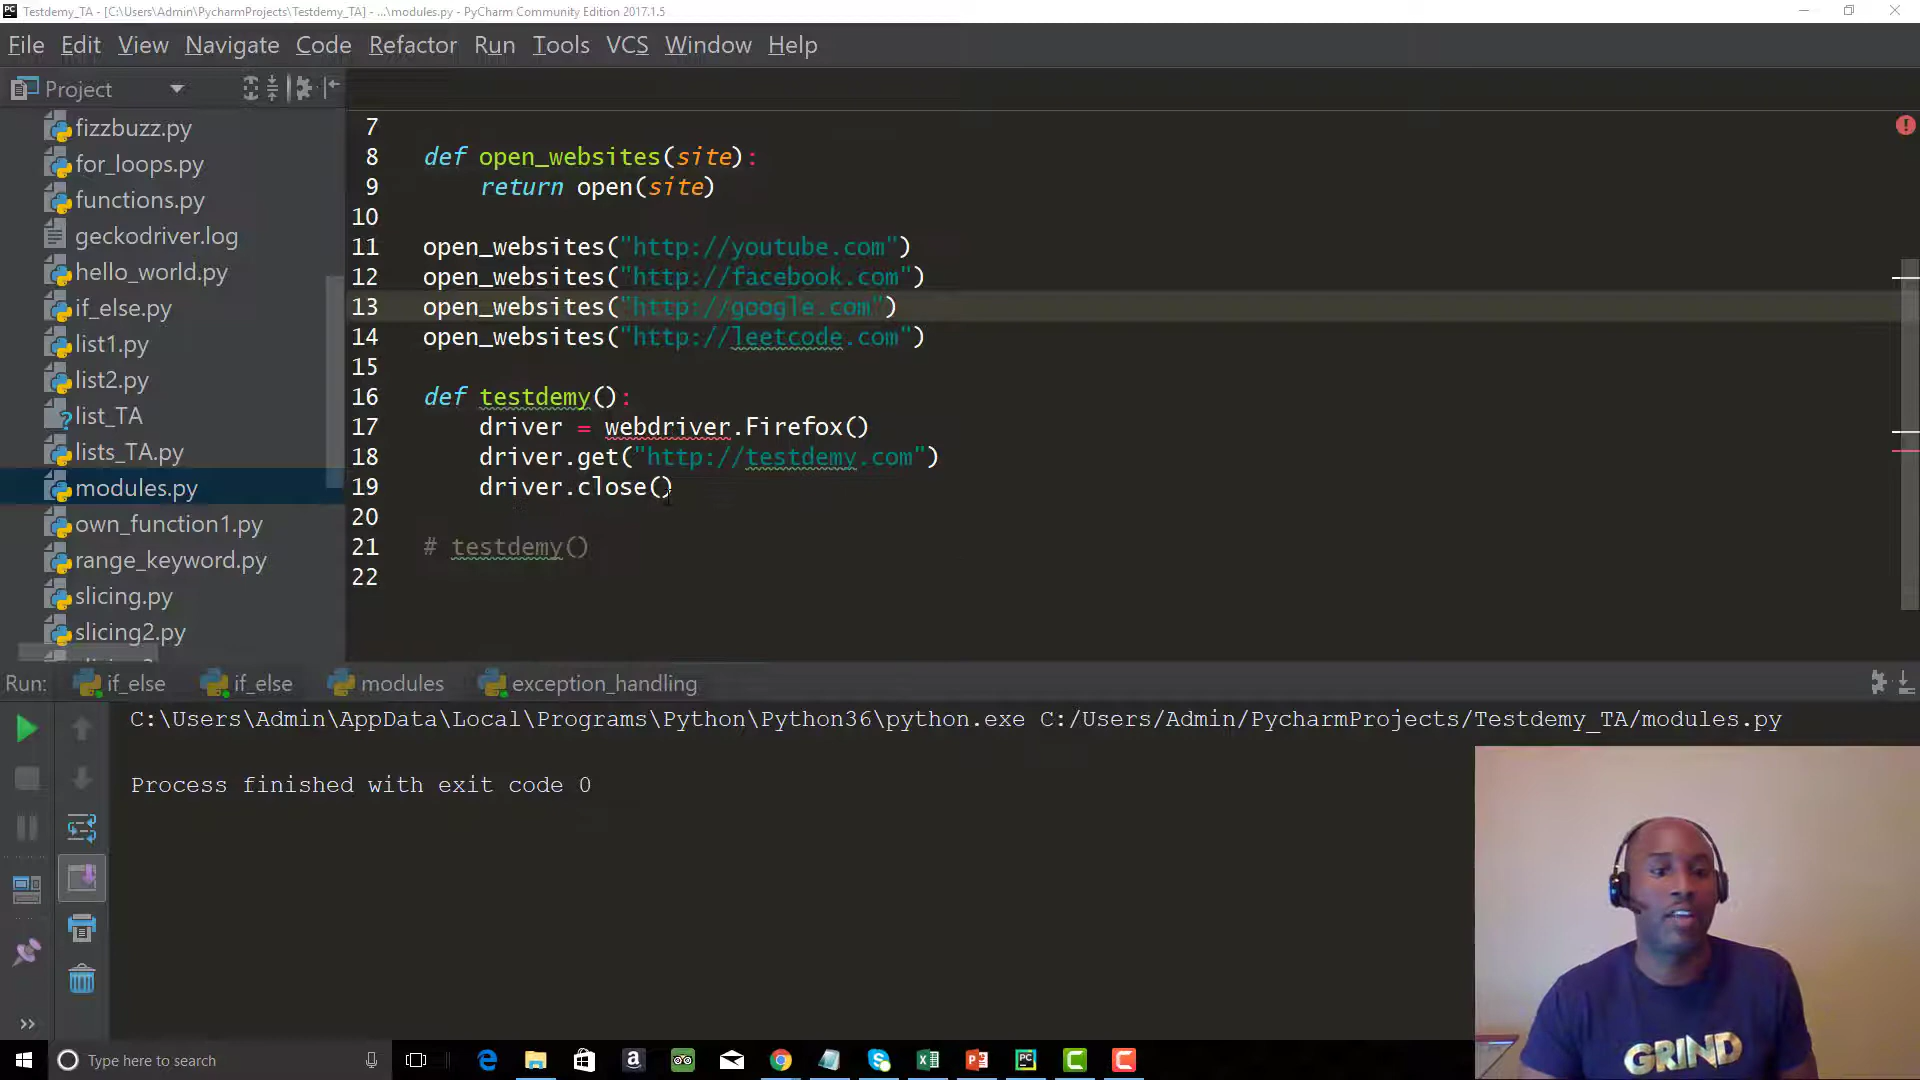 Testdemy_TA - [C:\Users\Admin\PycharmProjects\Testdemy_TA] - ...\modules.py - PyCharm Community Edition 2017.1.5
File Edit View Navigate Code Refactor Run Tools VCS Window Help
Project
fizzbuzz.py
for_loops.py
functions.py
geckodriver.log
hello_world.py
if_else.py
list1.py
list2.py
list_TA
lists_TA.py
modules.py
own_function1.py
range_keyword.py
slicing.py
slicing2.py
7
8 def open_websites(site):
9 return open(site)
10
11 open_websites("http://youtube.com")
12 open_websites("http://facebook.com")
13 open_websites("http://google.com")
14 open_websites("http://leetcode.com")
15
16 def testdemy():
17 driver = webdriver.Firefox()
18 driver.get("http://testdemy.com")
19 driver.close()
20
21 # testdemy()
22
Run: if_else if_else modules exception_handling
C:\Users\Admin\AppData\Local\Programs\Python\Python36\python.exe C:/Users/Admin/PycharmProjects/Testdemy_TA/modules.py
Process finished with exit code 0
GRIND
Type here to search